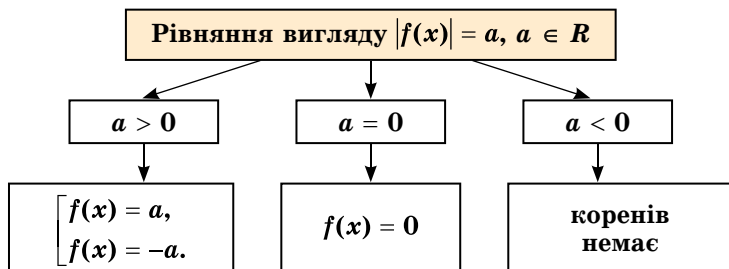 Рівняння вигляду |f(x)| = a, a ∈ R
a > 0
a = 0
a < 0
[f(x) = a,
f(x) = −a.
f(x) = 0
коренів
немає